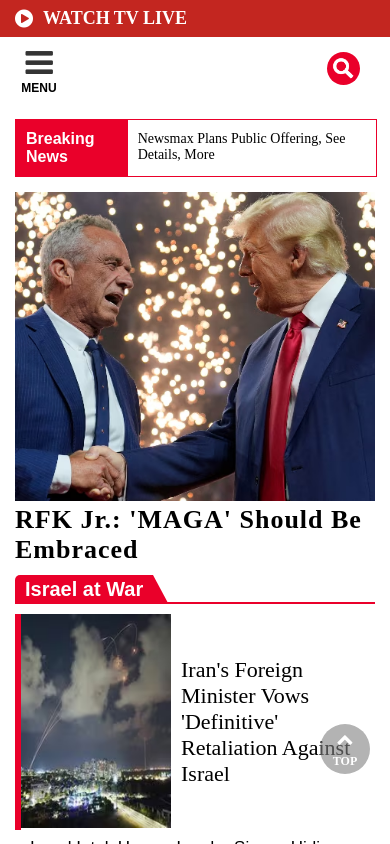 WATCH TV LIVE
MENU
Breaking
News
Newsmax Plans Public Offering, See
Details, More
RFK Jr.: 'MAGA' Should Be
Embraced
Israel at War
Iran's Foreign
Minister Vows
'Definitive'
Retaliation Against
Israel
TOP